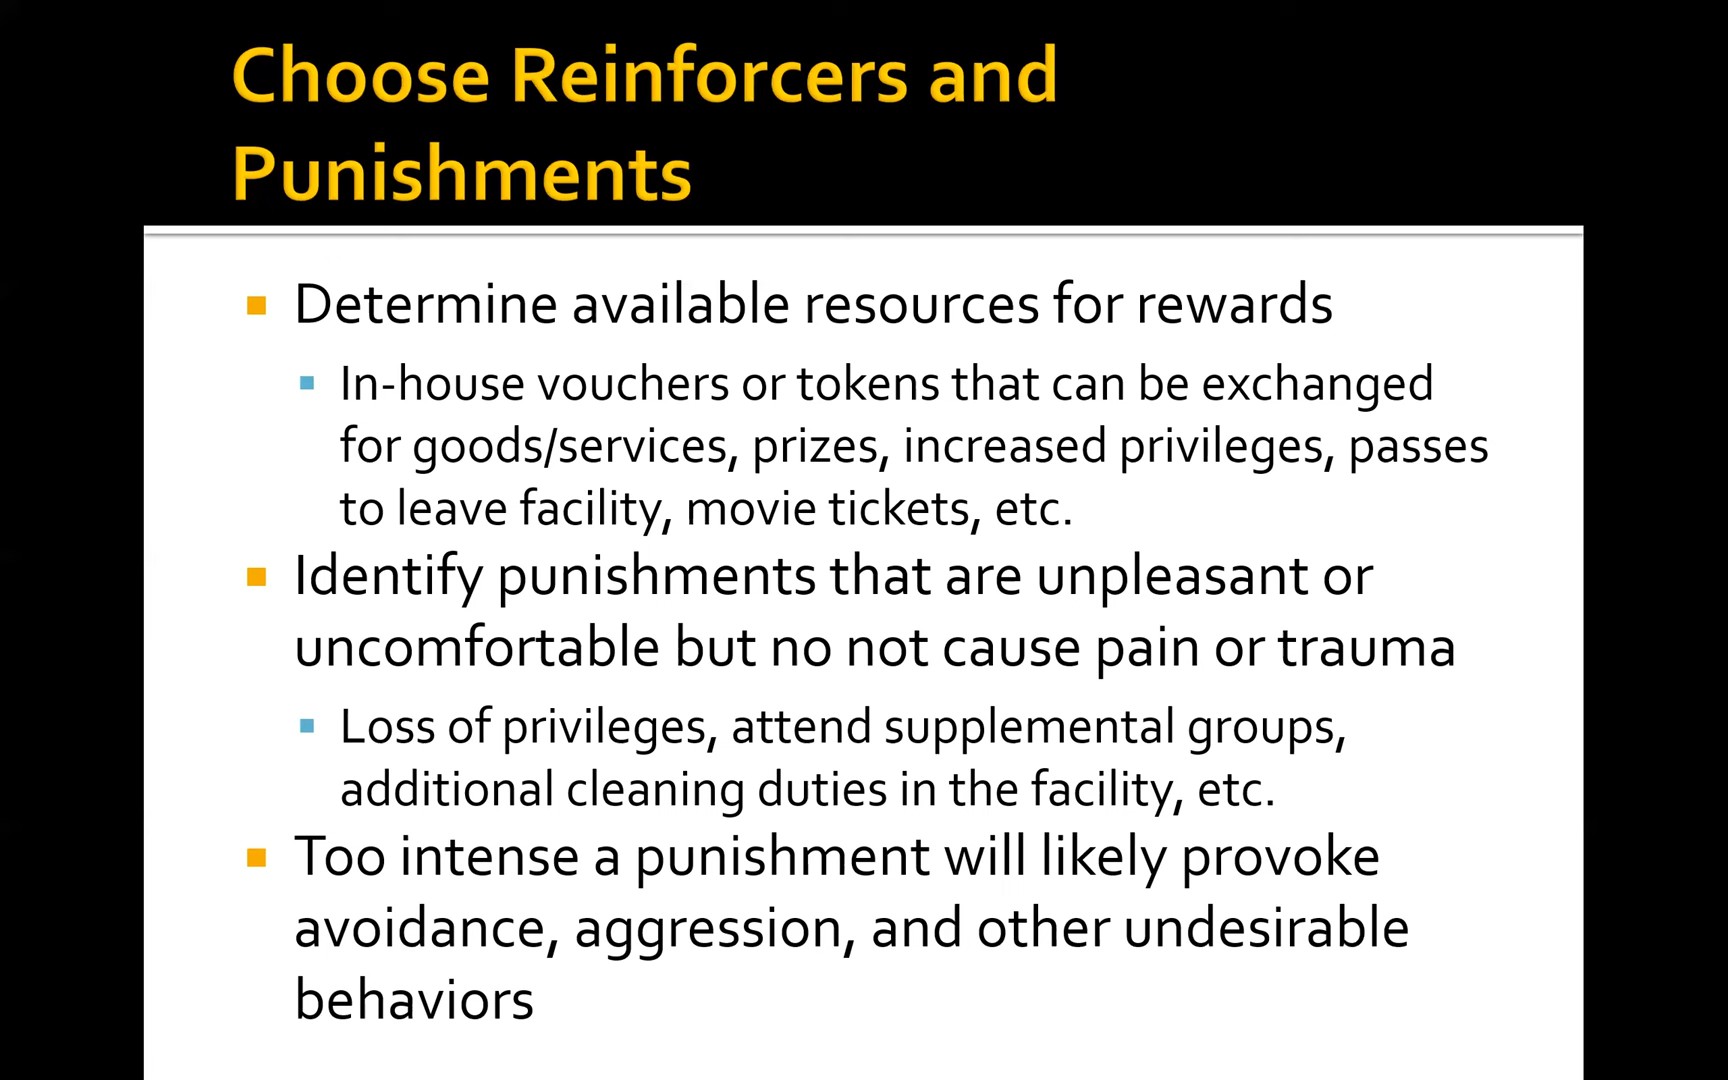 Choose Reinforcers and
Punishments
Determine available resources for rewards
In-house vouchers or tokens that can be exchanged
for goods/services, prizes, increased privileges, passes
to leave facility, movie tickets, etc.
Identify punishments that are unpleasant or
uncomfortable but no not cause pain or trauma
Loss of privileges, attend supplemental groups,
additional cleaning duties in the facility, etc.
Too intense a punishment will likely provoke
avoidance, aggression, and other undesirable
behaviors